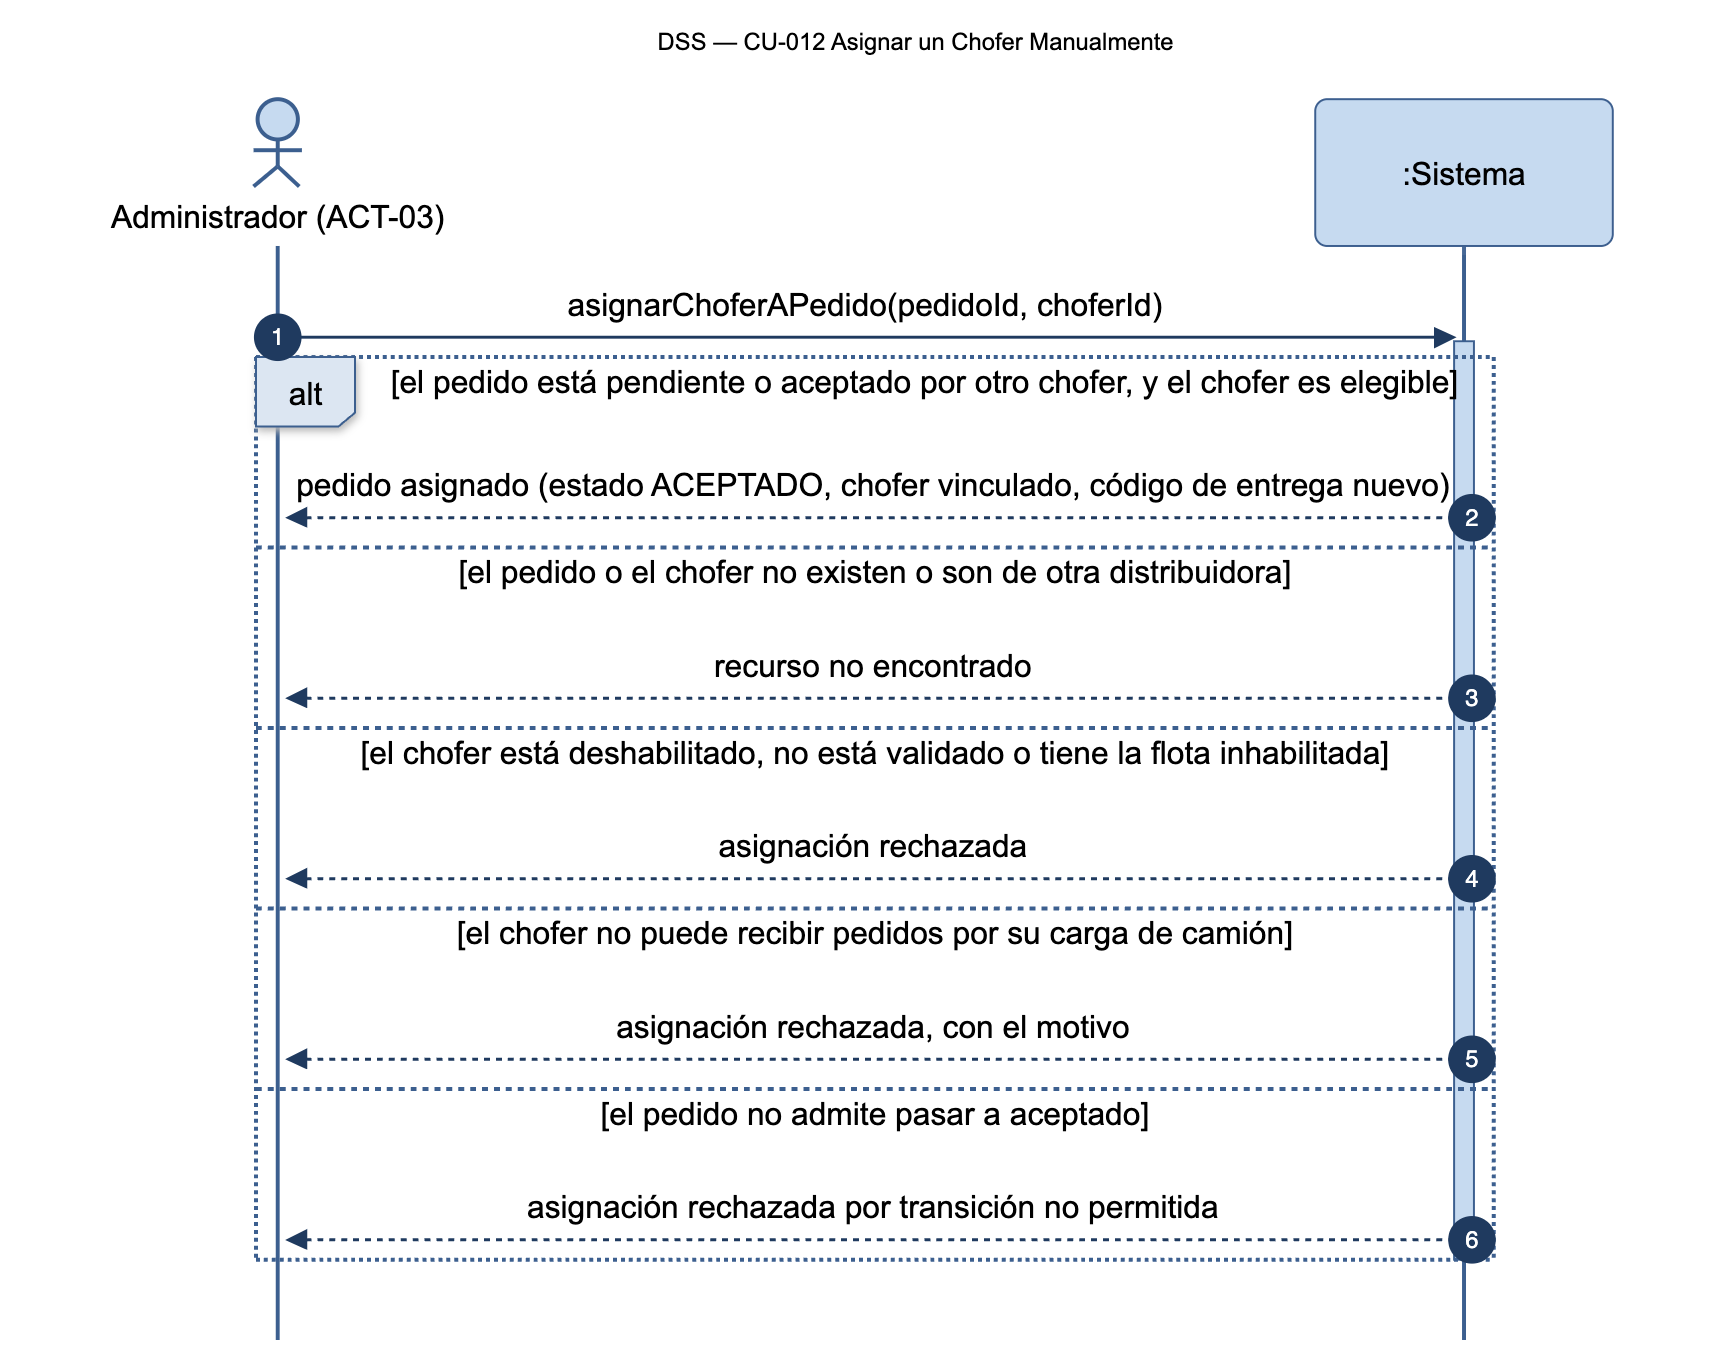 DSS — CU-012 Asignar un Chofer Manualmente
Administrador (ACT-03)
:Sistema
asignarChoferAPedido(pedidoId, choferId)
1
alt
[el pedido está pendiente o aceptado por otro chofer, y el chofer es elegible]
pedido asignado (estado ACEPTADO, chofer vinculado, código de entrega nuevo)
2
[el pedido o el chofer no existen o son de otra distribuidora]
recurso no encontrado
3
[el chofer está deshabilitado, no está validado o tiene la flota inhabilitada]
asignación rechazada
4
[el chofer no puede recibir pedidos por su carga de camión]
asignación rechazada, con el motivo
5
[el pedido no admite pasar a aceptado]
asignación rechazada por transición no permitida
6